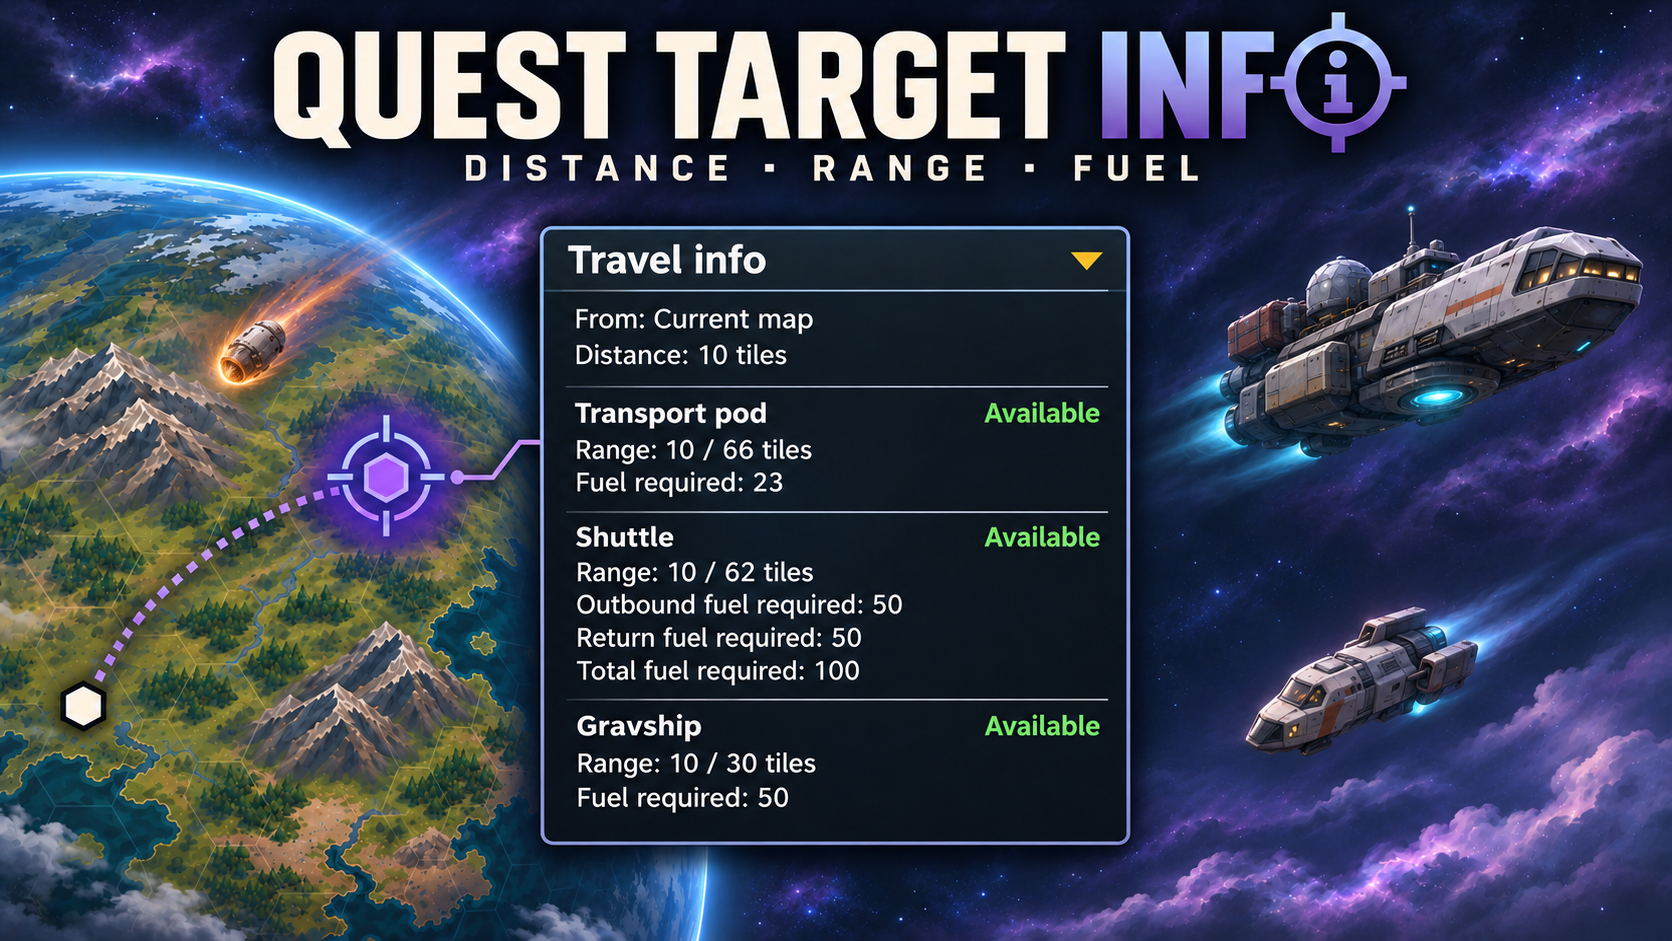 QUEST TARGET INFO
DISTANCE · RANGE · FUEL
Travel info
From: Current map
Distance: 10 tiles
Transport pod Available
Range: 10 / 66 tiles
Fuel required: 23
Shuttle Available
Range: 10 / 62 tiles
Outbound fuel required: 50
Return fuel required: 50
Total fuel required: 100
Gravship Available
Range: 10 / 30 tiles
Fuel required: 50